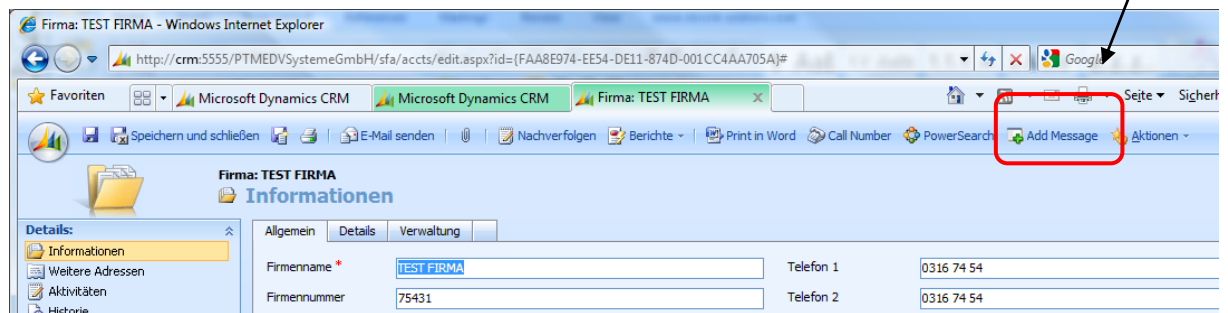 Firma: TEST FIRMA - Windows Internet Explorer
http://crm:5555/PTMEDVSystemeGmbH/sfa/accts/edit.aspx?id={FAA8E974-EE54-DE11-874D-001CC4AA705A}# Google
Favoriten Microsoft Dynamics CRM Microsoft Dynamics CRM Firma: TEST FIRMA Seite Sicherh
Speichern und schließen E-Mail senden Nachverfolgen Berichte Print in Word Call Number PowerSearch Add Message Aktionen
Firma: TEST FIRMA
Informationen
Details: Allgemein Details Verwaltung
Informationen
Firmenname * TEST FIRMA Telefon 1 0316 74 54
Weitere Adressen
Aktivitäten
Firmennummer 75431 Telefon 2 0316 74 54
Historie